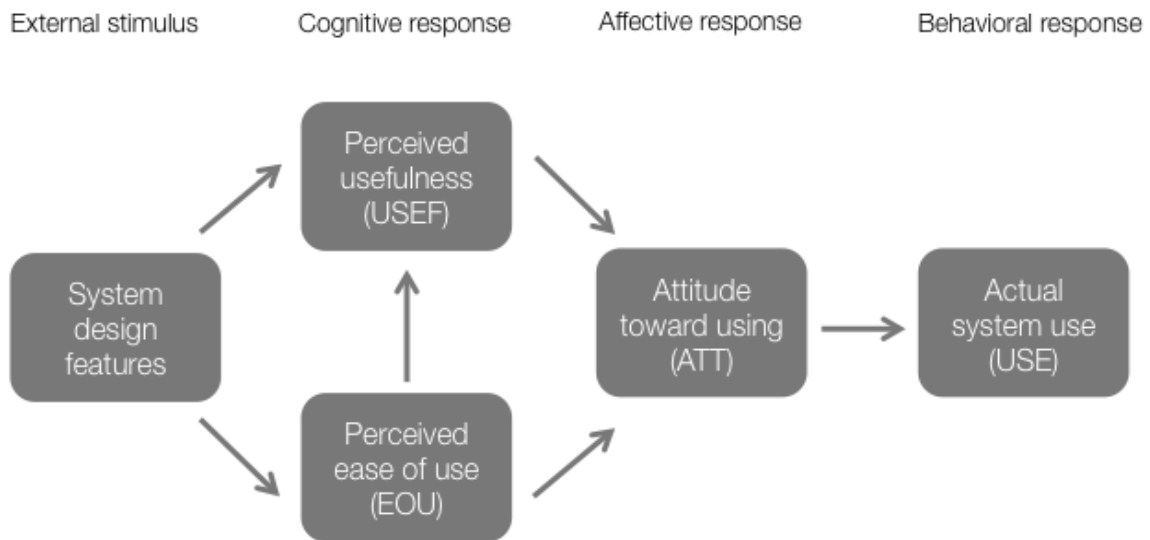 External stimulus
Cognitive response
Affective response
Behavioral response
Perceived
usefulness
(USEF)
System
design
features
Perceived
ease of use
(EOU)
Attitude
toward using
(ATT)
Actual
system use
(USE)